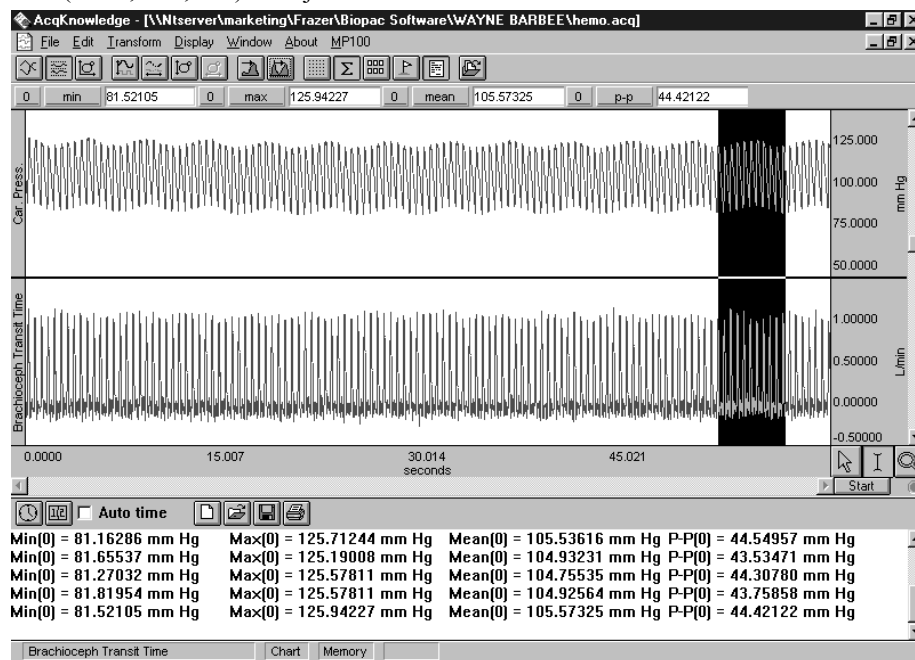 AcqKnowledge - [\\Ntserver\marketing\Frazer\Biopac Software\WAYNE BARBEE\hemo.acq]
File Edit Transform Display Window About MP100
0 min 81.52105 0 max 125.94227 0 mean 105.57325 0 p-p 44.42122
Car. Press.
125.000
100.000
75.0000
50.0000
mm Hg
Brachioceph Transit Time
1.00000
0.50000
0.00000
-0.50000
L/min
0.0000 15.007 30.014 45.021
seconds
Start
Auto time
Min(0) = 81.16286 mm Hg Max(0) = 125.71244 mm Hg Mean(0) = 105.53616 mm Hg P-P(0) = 44.54957 mm Hg
Min(0) = 81.65537 mm Hg Max(0) = 125.19008 mm Hg Mean(0) = 104.93231 mm Hg P-P(0) = 43.53471 mm Hg
Min(0) = 81.27032 mm Hg Max(0) = 125.57811 mm Hg Mean(0) = 104.75535 mm Hg P-P(0) = 44.30780 mm Hg
Min(0) = 81.81954 mm Hg Max(0) = 125.57811 mm Hg Mean(0) = 104.92564 mm Hg P-P(0) = 43.75858 mm Hg
Min(0) = 81.52105 mm Hg Max(0) = 125.94227 mm Hg Mean(0) = 105.57325 mm Hg P-P(0) = 44.42122 mm Hg
Brachioceph Transit Time Chart Memory